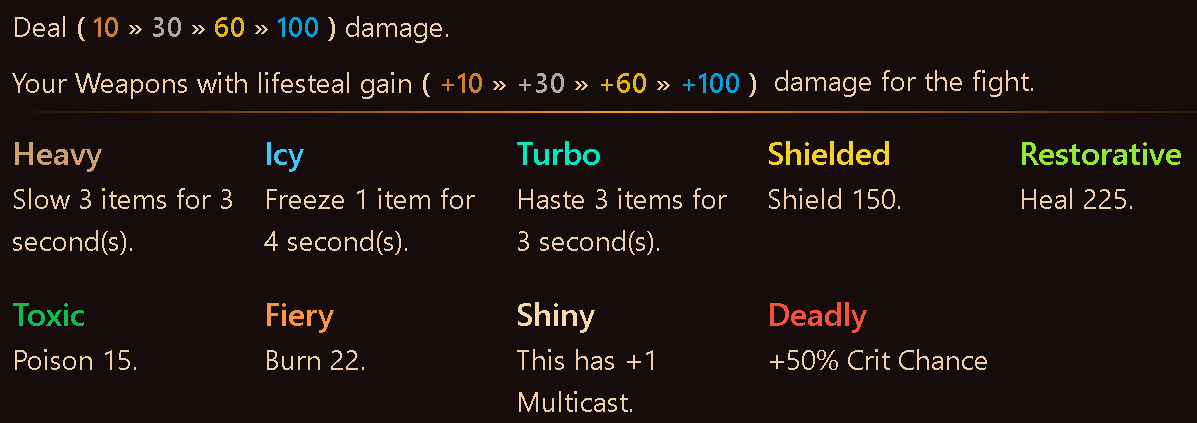 Deal ( 10 » 30 » 60 » 100 ) damage.
Your Weapons with lifesteal gain ( +10 » +30 » +60 » +100 ) damage for the fight.
Heavy
Slow 3 items for 3
second(s).
Icy
Freeze 1 item for
4 second(s).
Turbo
Haste 3 items for
3 second(s).
Shielded
Shield 150.
Restorative
Heal 225.
Toxic
Poison 15.
Fiery
Burn 22.
Shiny
This has +1
Multicast.
Deadly
+50% Crit Chance